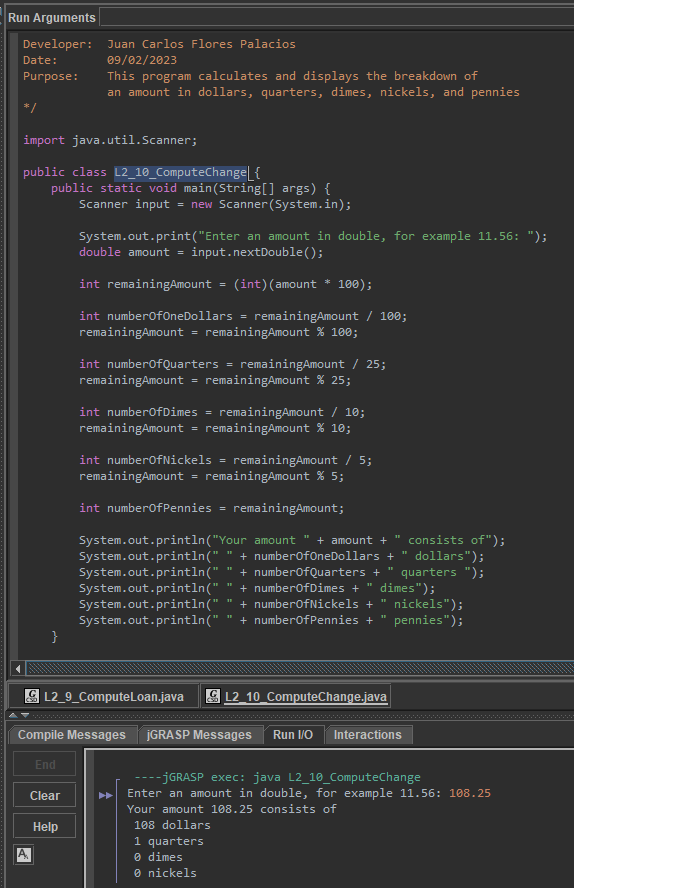 Run Arguments
Developer:  Juan Carlos Flores Palacios
Date:       09/02/2023
Purpose:    This program calculates and displays the breakdown of
            an amount in dollars, quarters, dimes, nickels, and pennies
*/
import java.util.Scanner;
public class L2_10_ComputeChange {
    public static void main(String[] args) {
        Scanner input = new Scanner(System.in);
        System.out.print("Enter an amount in double, for example 11.56: ");
        double amount = input.nextDouble();
        int remainingAmount = (int)(amount * 100);
        int numberOfOneDollars = remainingAmount / 100;
        remainingAmount = remainingAmount % 100;
        int numberOfQuarters = remainingAmount / 25;
        remainingAmount = remainingAmount % 25;
        int numberOfDimes = remainingAmount / 10;
        remainingAmount = remainingAmount % 10;
        int numberOfNickels = remainingAmount / 5;
        remainingAmount = remainingAmount % 5;
        int numberOfPennies = remainingAmount;
        System.out.println("Your amount " + amount + " consists of");
        System.out.println(" " + numberOfOneDollars + " dollars");
        System.out.println(" " + numberOfQuarters + " quarters ");
        System.out.println(" " + numberOfDimes + " dimes");
        System.out.println(" " + numberOfNickels + " nickels");
        System.out.println(" " + numberOfPennies + " pennies");
    }
L2_9_ComputeLoan.java L2_10_ComputeChange.java
Compile Messages jGRASP Messages Run I/O Interactions
End
Clear
Help
----jGRASP exec: java L2_10_ComputeChange
Enter an amount in double, for example 11.56: 108.25
Your amount 108.25 consists of
 108 dollars
 1 quarters
 0 dimes
 0 nickels